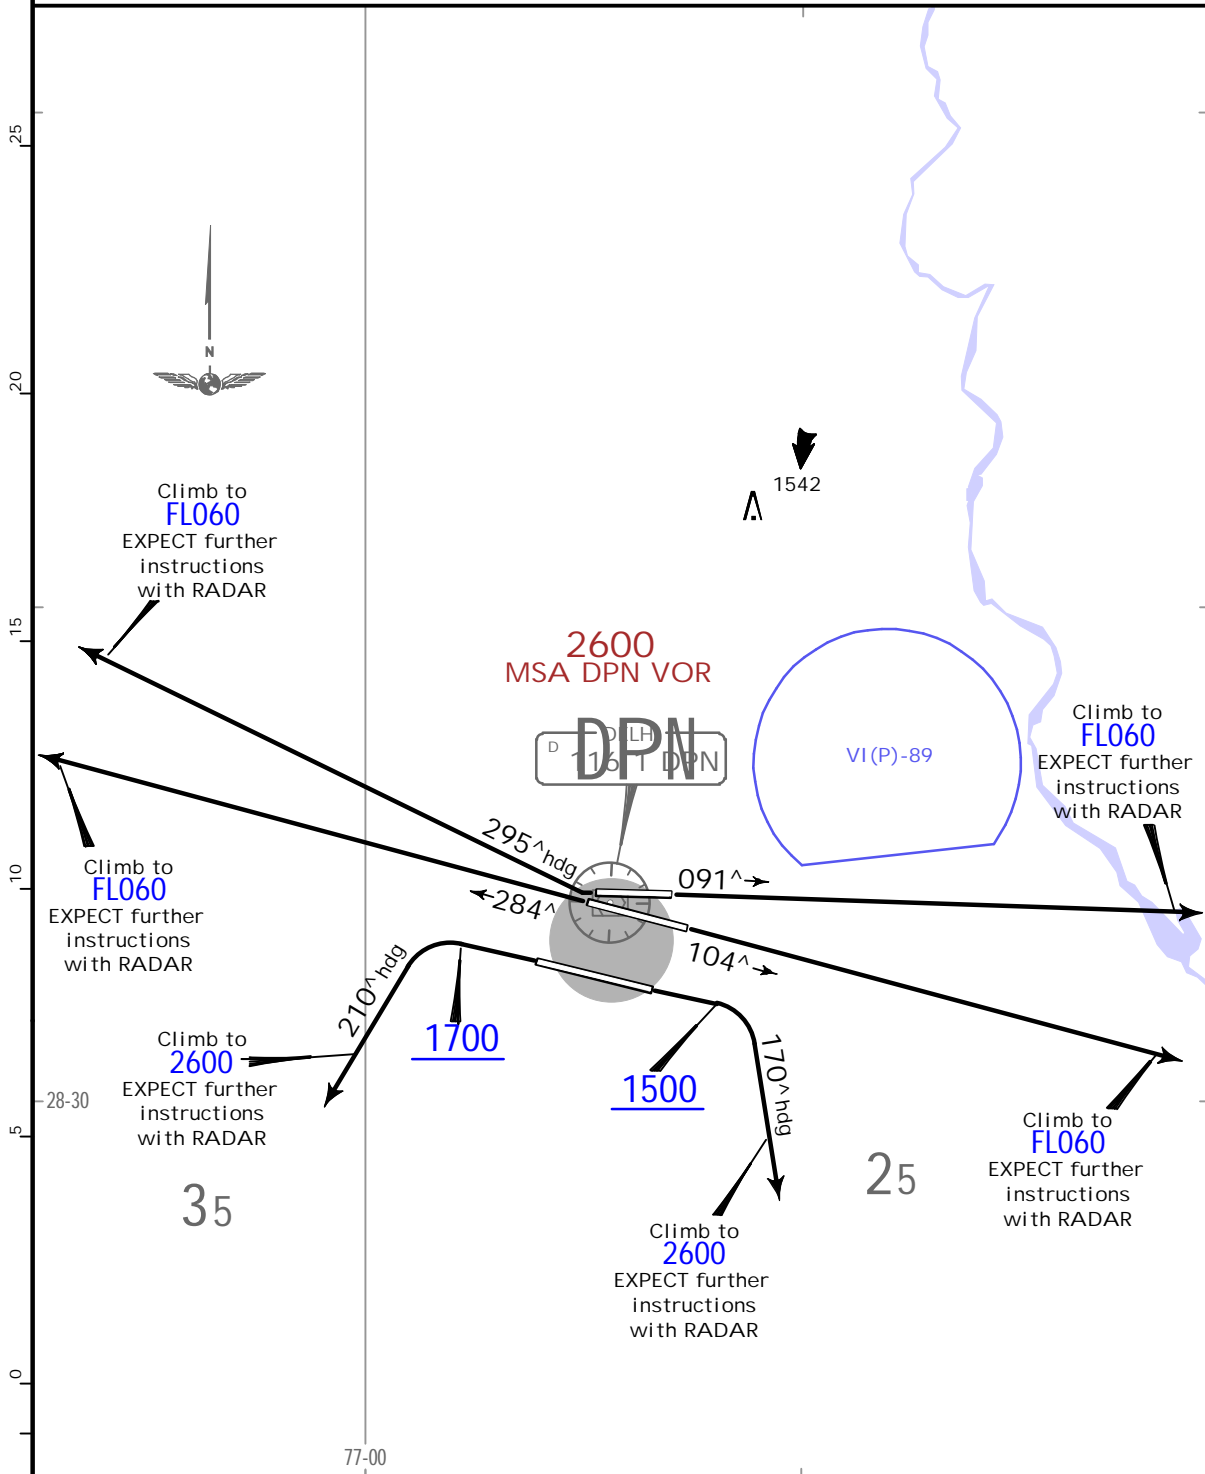 25
20
15
10
5
0
N
1542
Climb to
FL060
EXPECT further
instructions
with RADAR
2600
MSA DPN VOR
D
DELHI
116.1 DPN
DPN
VI(P)-89
Climb to
FL060
EXPECT further
instructions
with RADAR
295^hdg
091^
284^
104^
Climb to
FL060
EXPECT further
instructions
with RADAR
210^hdg
1700
1500
170^hdg
Climb to
2600
EXPECT further
instructions
with RADAR
28-30
35
25
Climb to
FL060
EXPECT further
instructions
with RADAR
Climb to
2600
EXPECT further
instructions
with RADAR
77-00